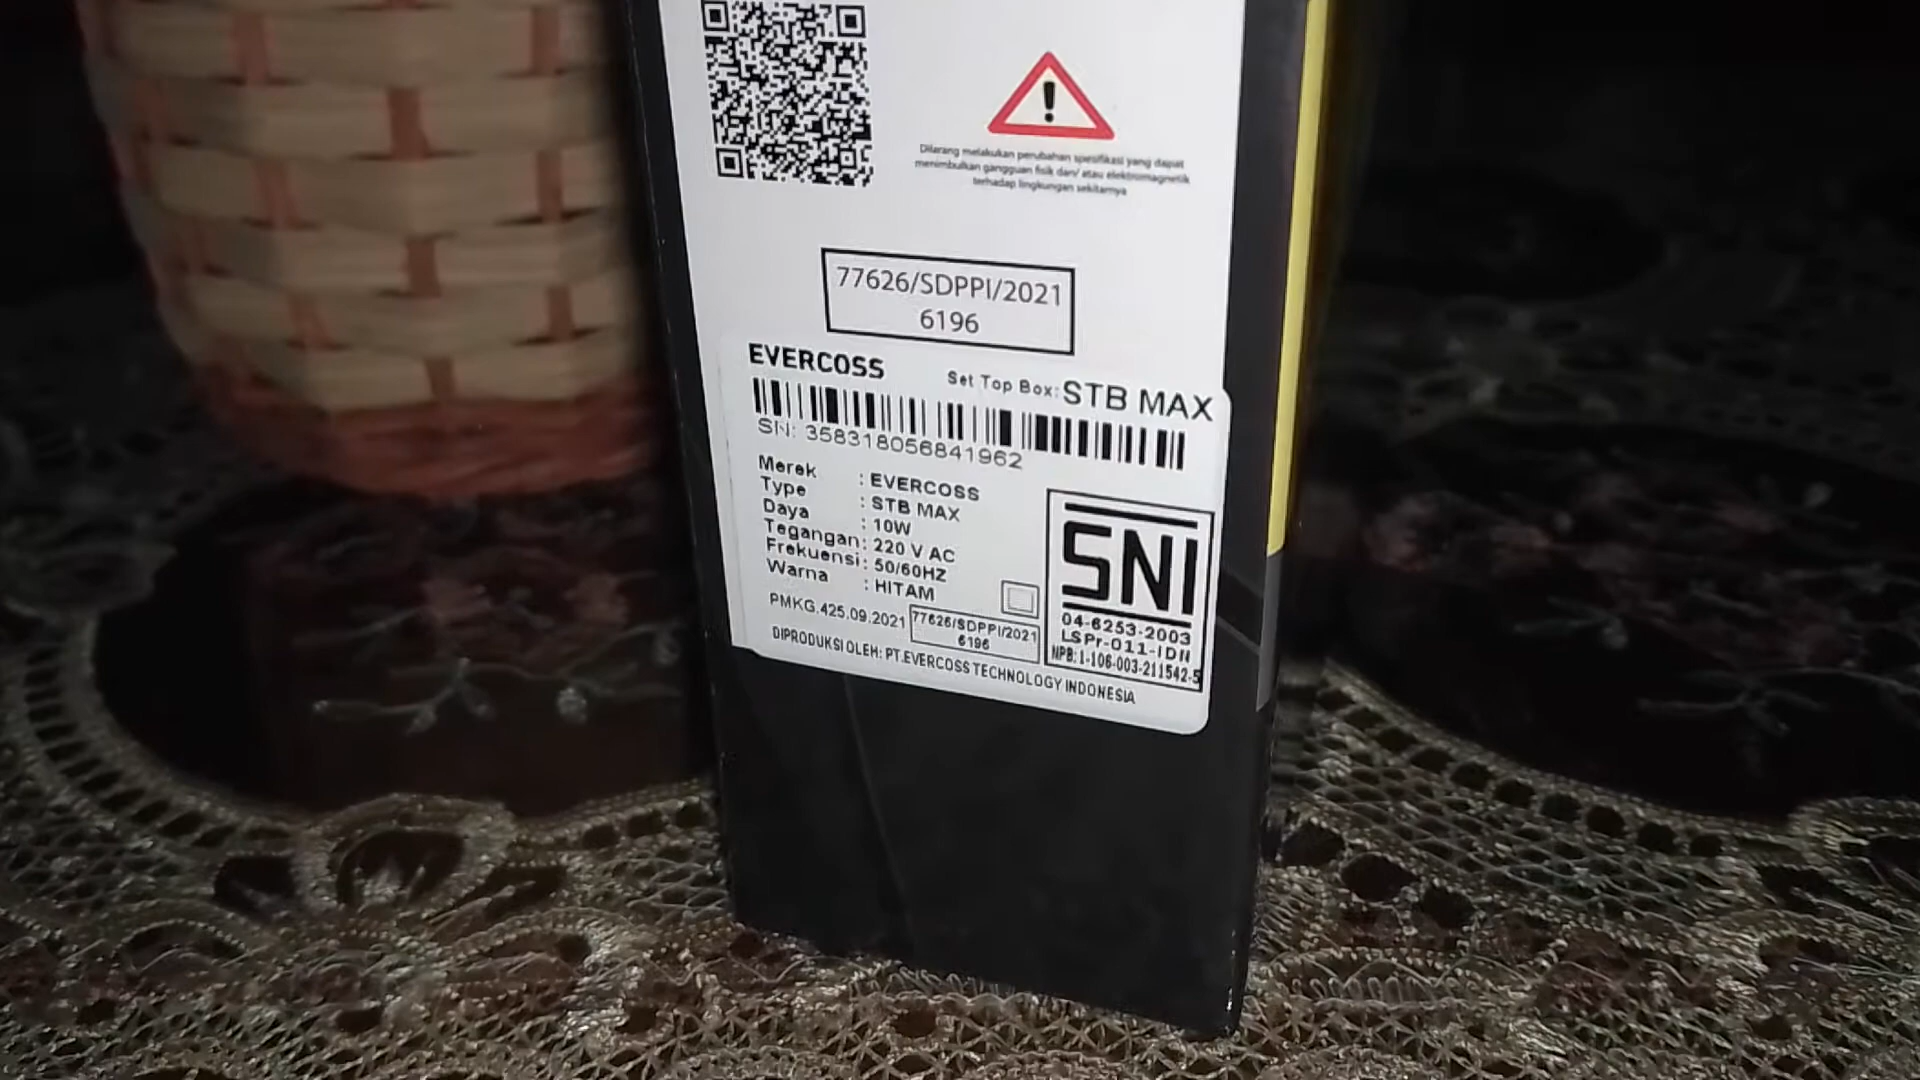 Dilarang melakukan perubahan spesifikasi yang dapat
menimbulkan gangguan fisik dan/ atau elektromagnetik
terhadap lingkungan sekitarnya
77626/SDPPI/2021
6196
EVERCOSS
Set Top Box: STB MAX
SN: 358318056841962
Merek : EVERCOSS
Type : STB MAX
Daya : 10W
Tegangan : 220 V AC
Frekuensi : 50/60HZ
Warna : HITAM
PMKG.425.09.2021
77626/SDPPI/2021
6196
DIPRODUKSI OLEH: PT.EVERCOSS TECHNOLOGY INDONESIA
SNI
04-6253-2003
LSPr-011-IDN
NPB:1-106-003-211542-5